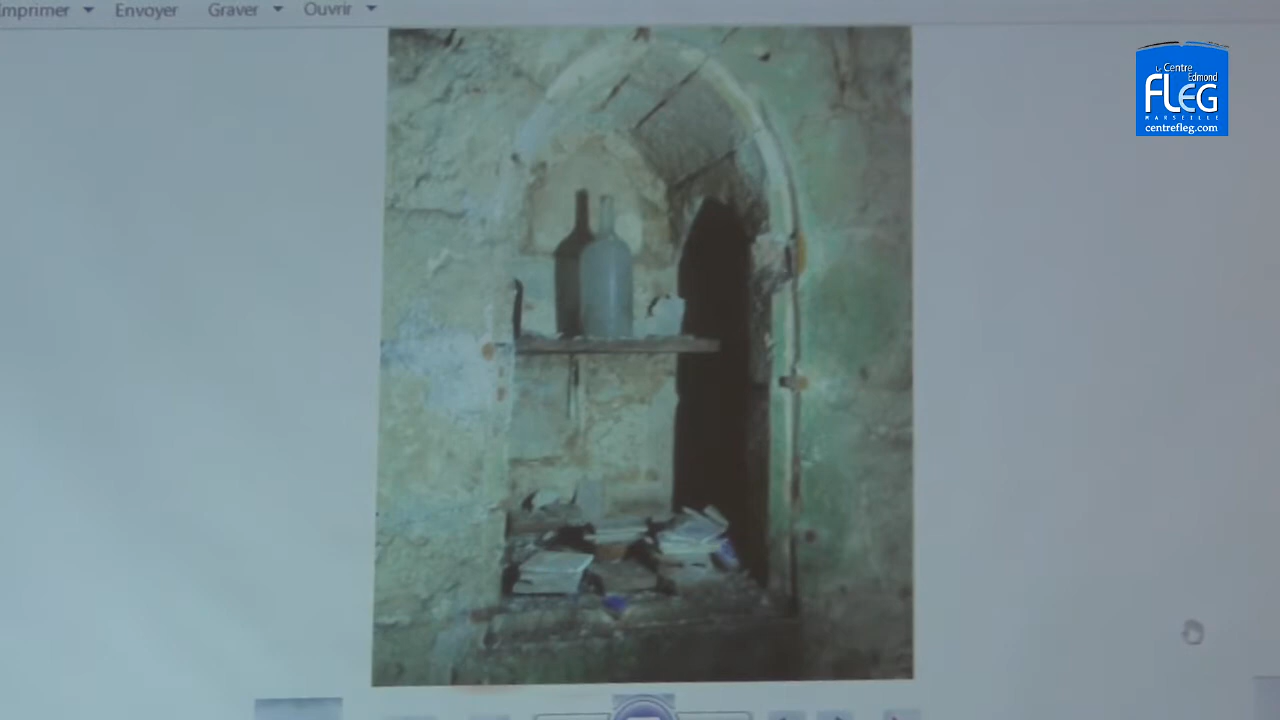 Imprimer Envoyer Graver Ouvrir
Le Centre
Edmond
FLEG
MARSEILLE
centrefleg.com